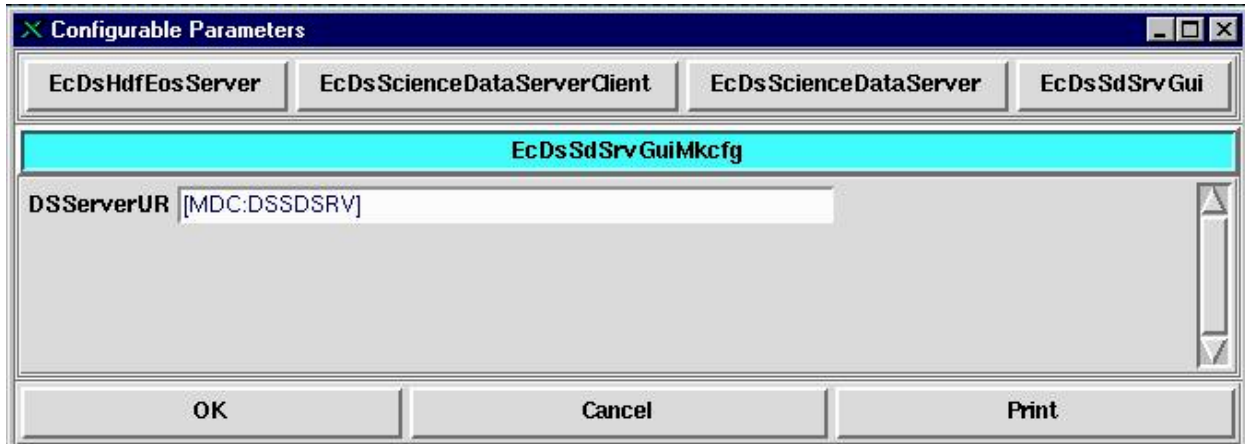 Configurable Parameters
EcDsHdfEosServer EcDsScienceDataServerClient EcDsScienceDataServer EcDsSdSrvGui
EcDsSdSrvGuiMkcfg
DSServerUR [MDC:DSSDSRV]
OK Cancel Print